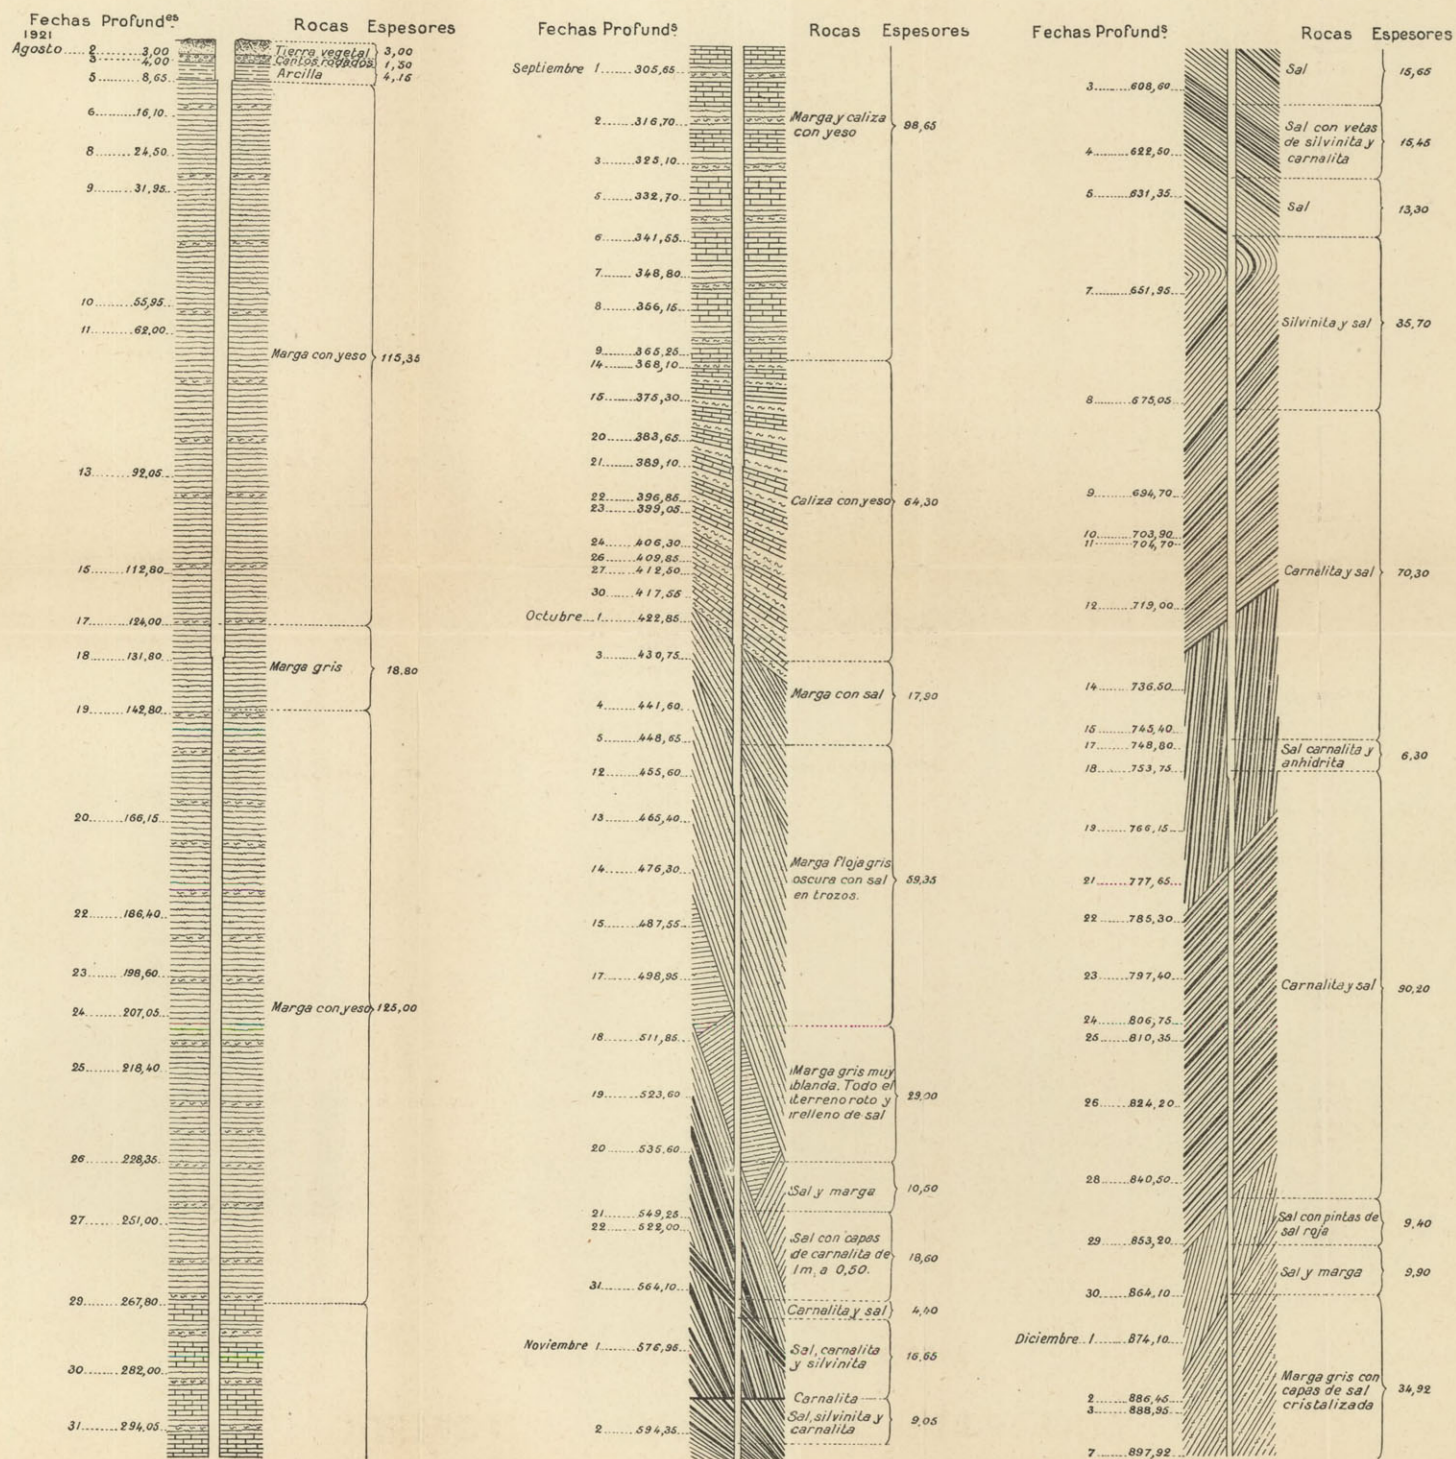 Fechas Profund.es Rocas Espesores
1921
Agosto 2 3,00 Tierra vegetal 3,00
3 4,00 Cantos rodados 1,50
5 8,65 Arcilla 4,15
6 16,10
8 24,50
9 31,95
10 55,95
11 62,00
Marga con yeso 115,35
13 92,05
15 112,80
17 124,00
18 131,80
Marga gris 18.80
19 142,80
20 166,15
22 186,40
23 198,60
24 207,05 Marga con yeso 125,00
25 218,40
26 228,35
27 251,00
29 267,80
30 282,00
31 294,05
Fechas Profund.s Rocas Espesores
Septiembre 1 305,65
2 316,70
Marga y caliza
con yeso 98,65
3 325,10
5 332,70
6 341,55
7 348,80
8 356,15
9 365,25
14 368,10
15 375,30
20 383,65
21 389,10
22 396,85
Caliza con yeso 64,30
23 399,05
24 406,30
26 409,85
27 412,50
30 417,55
Octubre 1 422,85
3 430,75
Marga con sal 17,90
4 441,60
5 448,65
12 455,60
13 465,40
14 476,30
Marga floja gris
oscura con sal 59,35
en trozos.
15 487,55
17 498,95
18 511,85
Marga gris muy
blanda. Todo el
terreno roto y 29,00
relleno de sal
19 523,60
20 535,60
Sal y marga 10,50
21 549,25
22 522,00
Sal con capas
de carnalita de 18,60
1 m, a 0,50.
31 564,10
Carnalita y sal 4,40
Noviembre 1 576,95
Sal, carnalita
y silvinita 16,65
Carnalita
Sal, silvinita y
carnalita 9,05
2 594,35
Fechas Profund.s Rocas Espesores
Sal 15,65
3 608,60
Sal con vetas
de silvinita y 15,45
carnalita
4 622,50
5 631,35
Sal 13,30
7 651,95
Silvinita y sal 35,70
8 675,05
9 694,70
10 703,90
11 704,70
Carnalita y sal 70,30
12 719,00
14 736,50
15 745,40
17 748,80
Sal carnalita y
anhidrita 6,30
18 753,75
19 766,15
21 777,65
22 785,30
23 797,40
Carnalita y sal 90,20
24 806,75
25 810,35
26 824,20
28 840,50
Sal con pintas de
sal roja 9,40
29 853,20
Sal y marga 9,90
30 864,10
Diciembre 1 874,10
Marga gris con
capas de sal 34,92
cristalizada
2 886,45
3 888,95
7 897,92